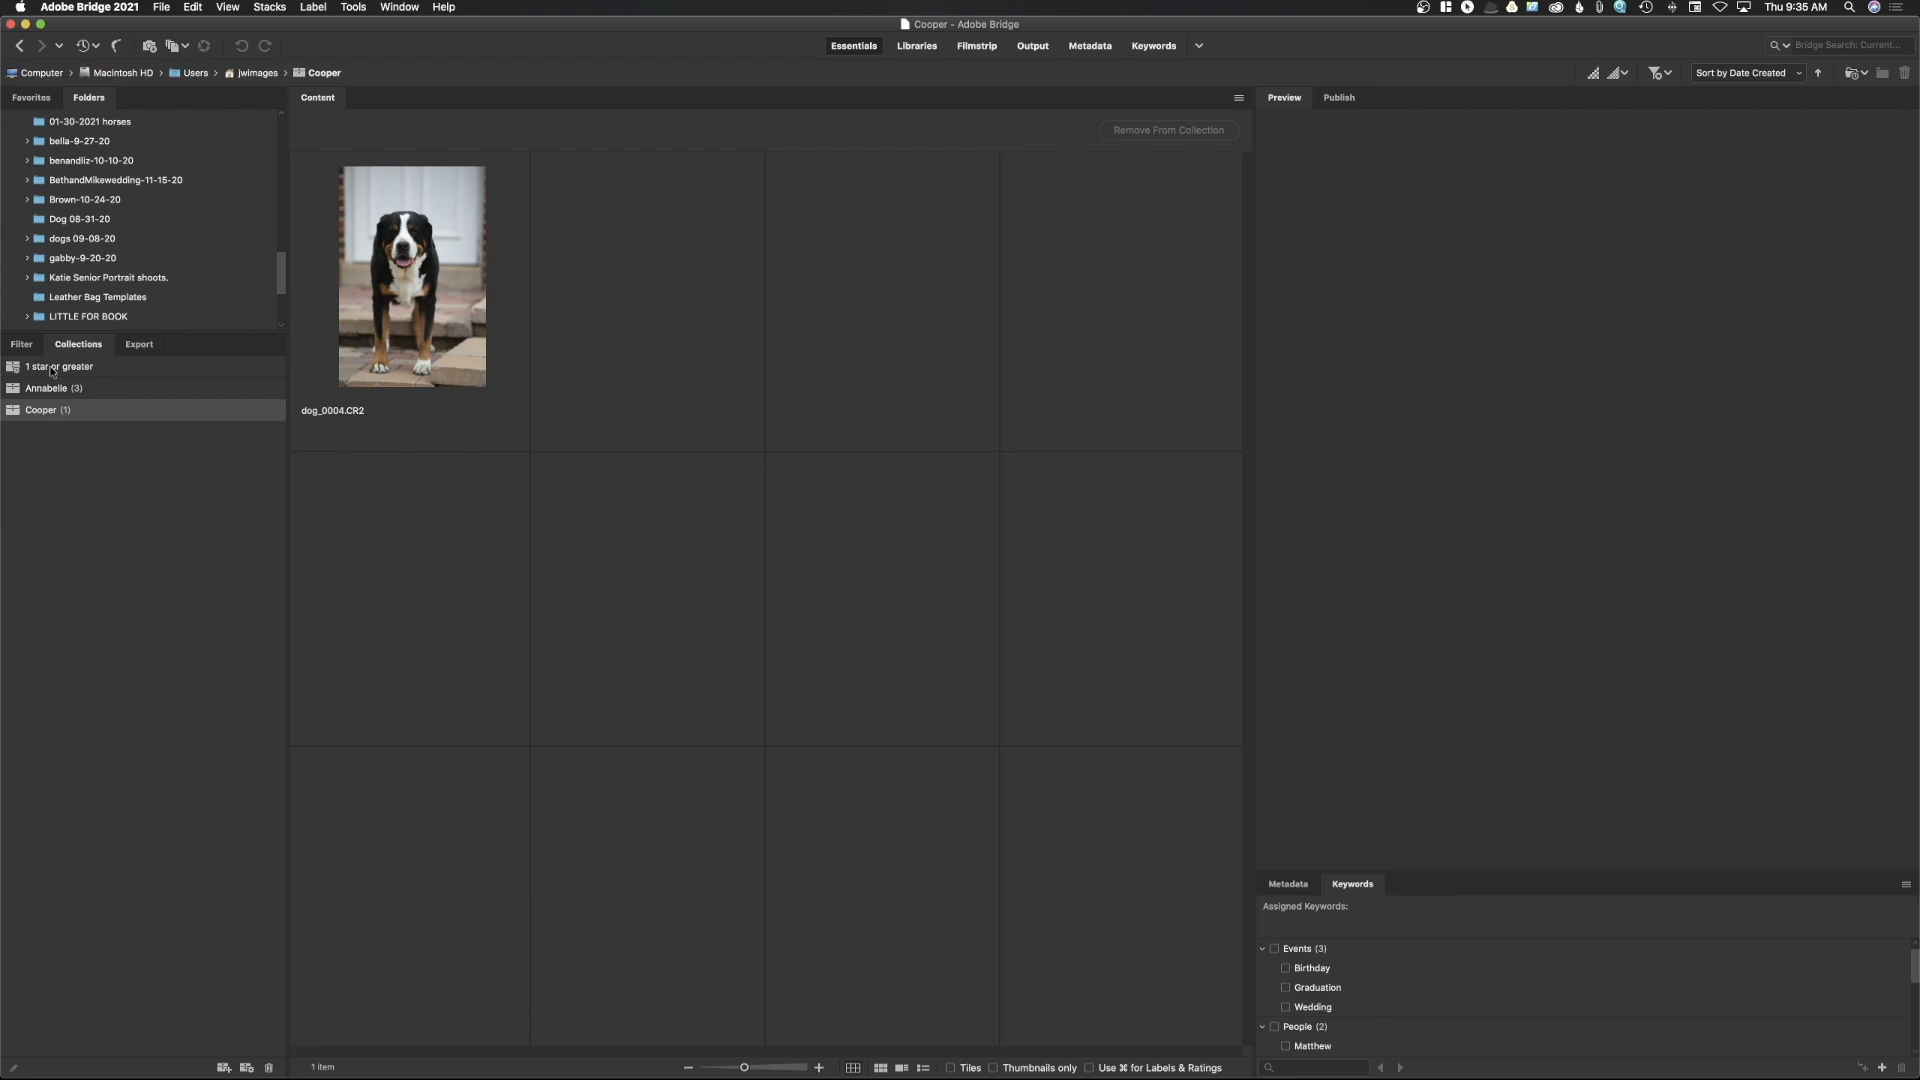 Adobe Bridge 2021 File Edit View Stacks Label Tools Window Help Thu 9:35 AM
Cooper - Adobe Bridge
Essentials Libraries Filmstrip Output Metadata Keywords Bridge Search: Current...
Computer › Macintosh HD › Users › jwimages › Cooper Sort by Date Created
Favorites Folders Content Preview Publish
01-30-2021 horses
bella-9-27-20
benandliz-10-10-20
BethandMikewedding-11-15-20
Brown-10-24-20
Dog 08-31-20
dogs 09-08-20
gabby-9-20-20
Katie Senior Portrait shoots.
Leather Bag Templates
LITTLE FOR BOOK
Remove From Collection
Filter Collections Export
1 star or greater
Annabelle (3)
Cooper (1)
dog_0004.CR2
Metadata Keywords
Assigned Keywords:
Events (3)
Birthday
Graduation
Wedding
People (2)
Matthew
1 item Tiles Thumbnails only Use ⌘ for Labels & Ratings